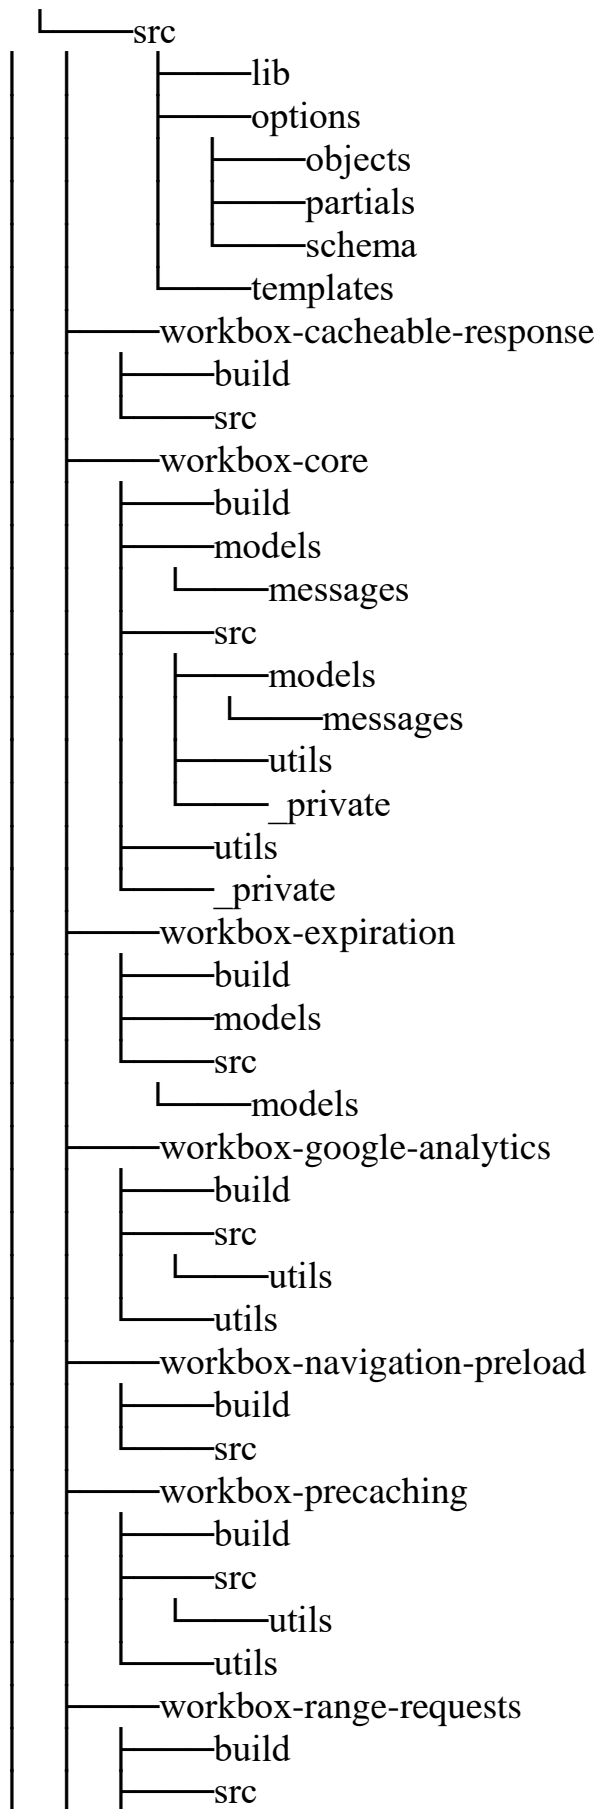 src
lib
options
objects
partials
schema
templates
workbox-cacheable-response
build
src
workbox-core
build
models
messages
src
models
messages
utils
_private
utils
_private
workbox-expiration
build
models
src
models
workbox-google-analytics
build
src
utils
utils
workbox-navigation-preload
build
src
workbox-precaching
build
src
utils
utils
workbox-range-requests
build
src